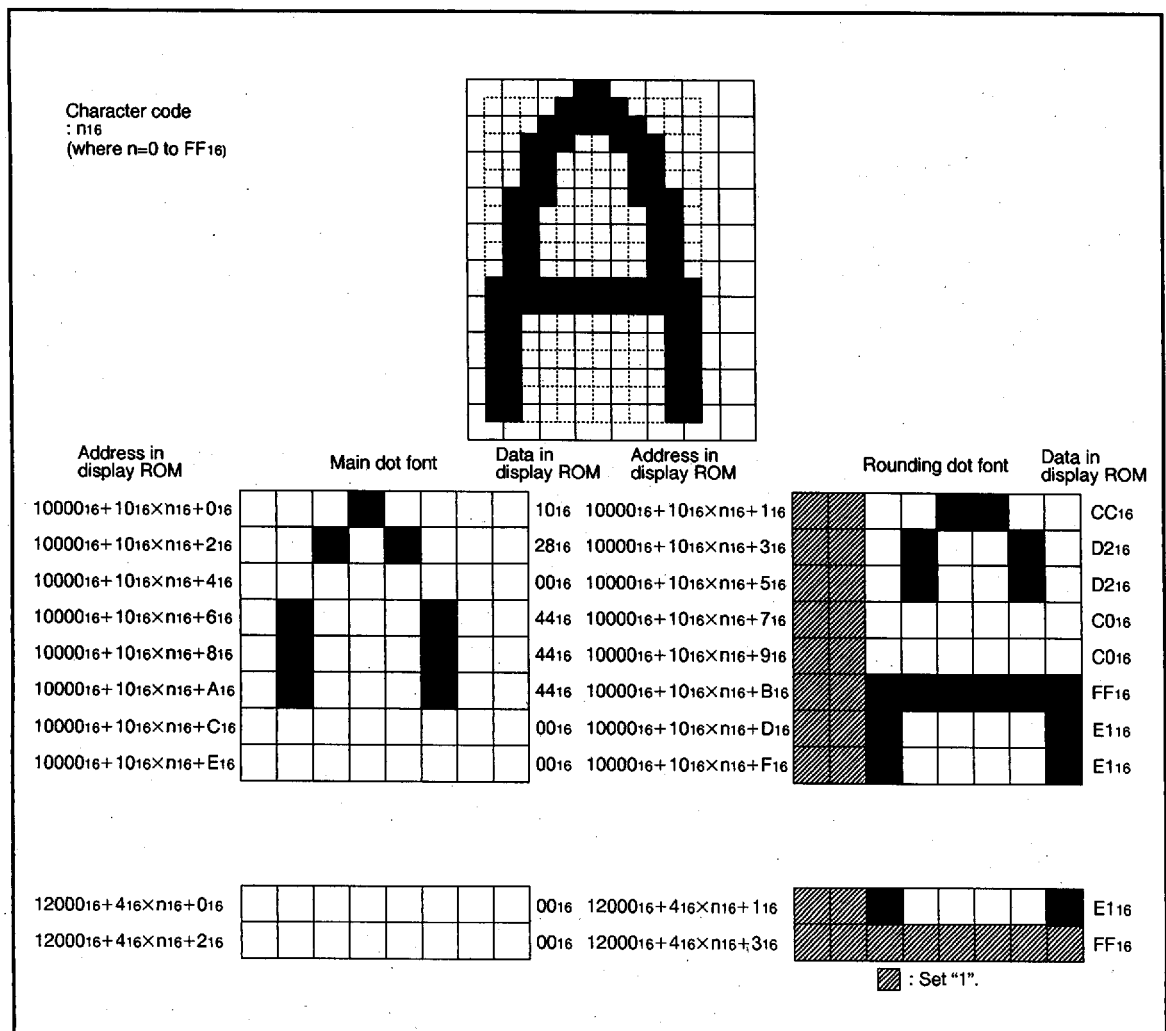 Character code
: n16
(where n=0 to FF16)
Address in display ROM
Main dot font
Data in display ROM
Address in display ROM
Rounding dot font
Data in display ROM
1000016+1016×n16+016 1016 1000016+1016×n16+116 CC16
1000016+1016×n16+216 2816 1000016+1016×n16+316 D216
1000016+1016×n16+416 0016 1000016+1016×n16+516 D216
1000016+1016×n16+616 4416 1000016+1016×n16+716 C016
1000016+1016×n16+816 4416 1000016+1016×n16+916 C016
1000016+1016×n16+A16 4416 1000016+1016×n16+B16 FF16
1000016+1016×n16+C16 0016 1000016+1016×n16+D16 E116
1000016+1016×n16+E16 0016 1000016+1016×n16+F16 E116
1200016+416×n16+016 0016 1200016+416×n16+116 E116
1200016+416×n16+216 0016 1200016+416×n16+316 FF16
: Set "1".